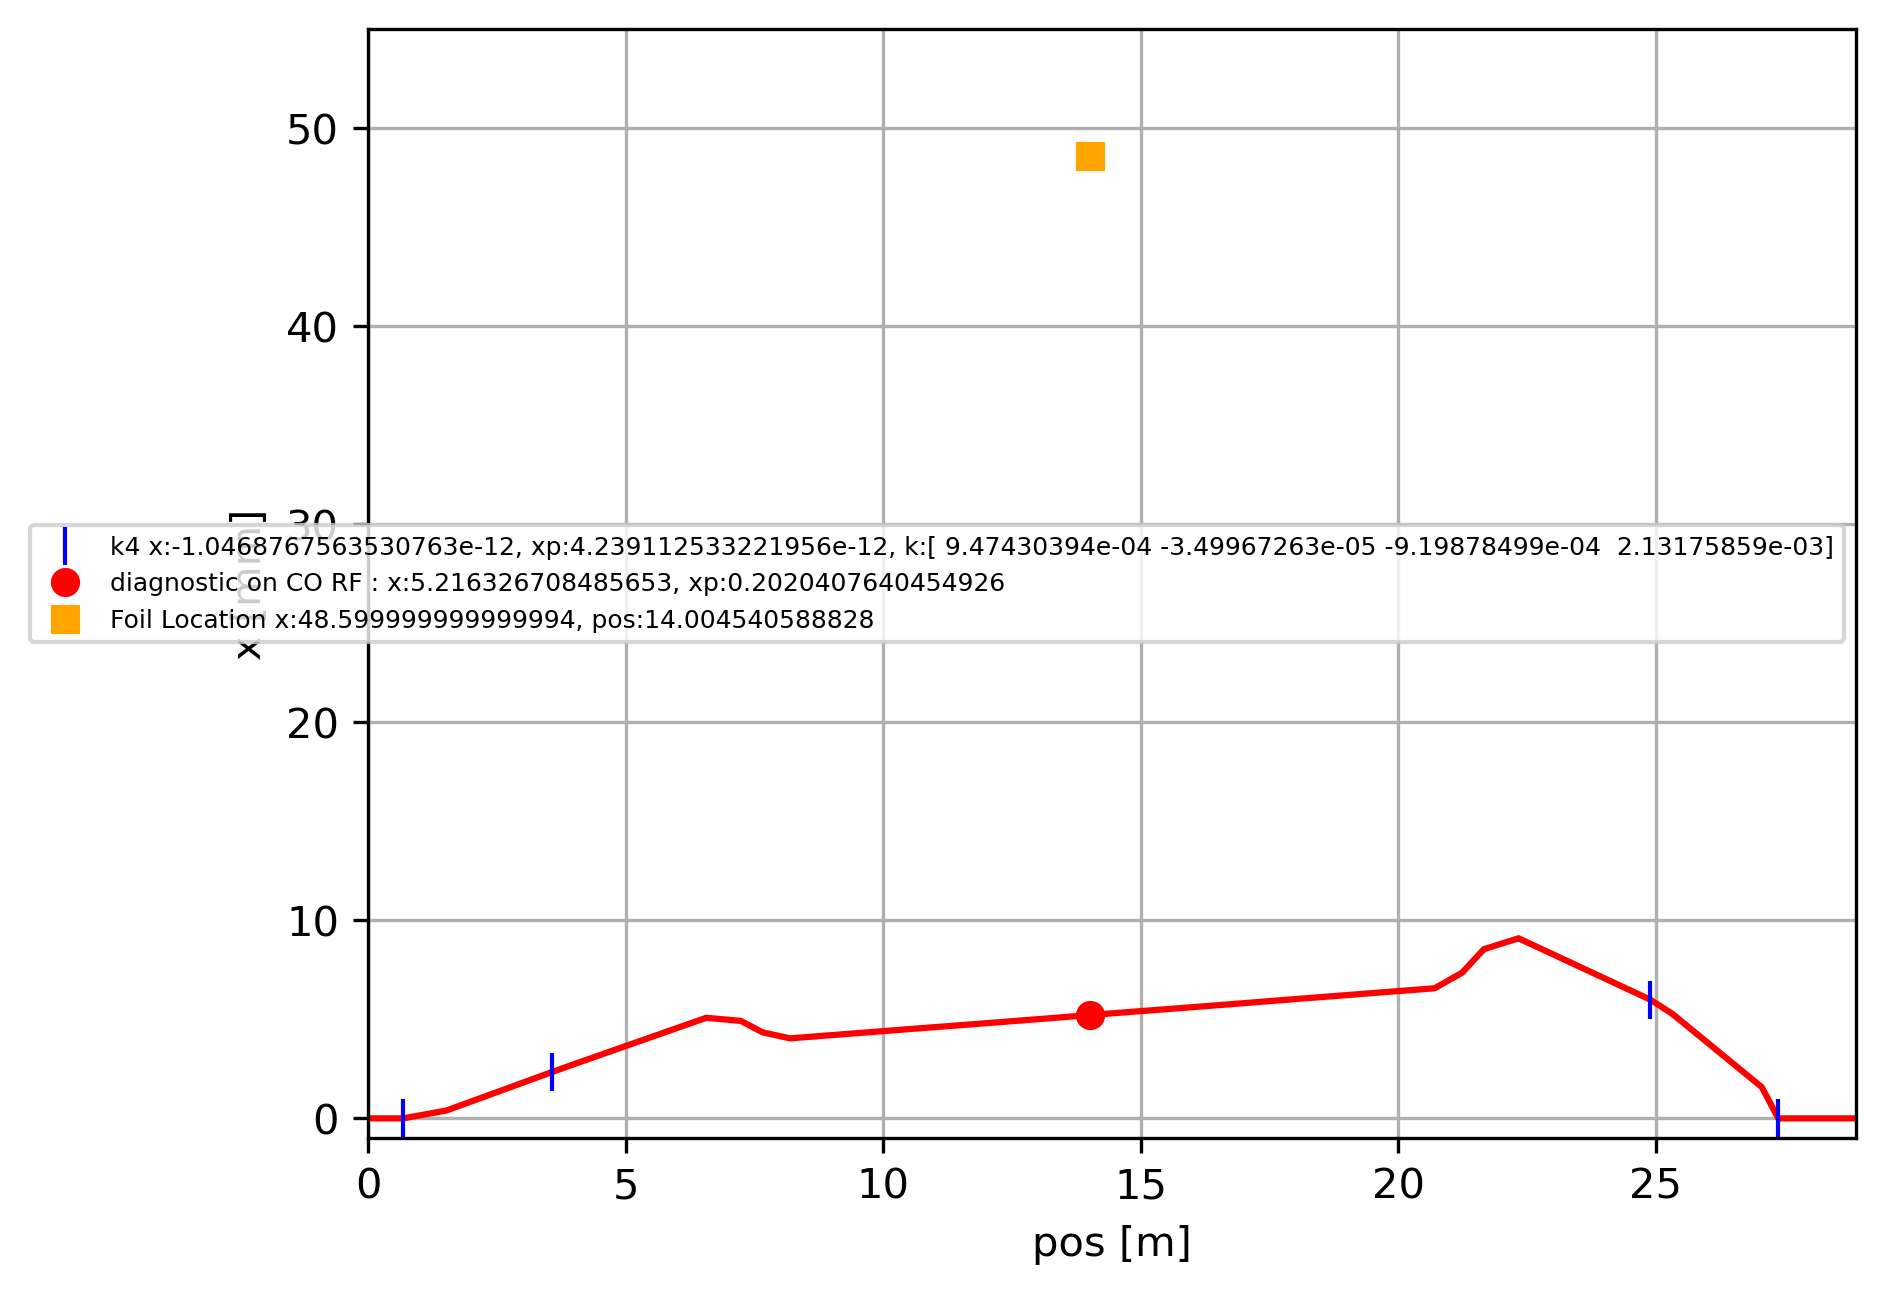 50
40
30
20
10
0
x [mm]
k4 x:-1.0468767563530763e-12, xp:4.239112533221956e-12, k:[ 9.47430394e-04 -3.49967263e-05 -9.19878499e-04  2.13175859e-03]
diagnostic on CO RF : x:5.216326708485653, xp:0.2020407640454926
Foil Location x:48.599999999999994, pos:14.004540588828
0 5 10 15 20 25
pos [m]